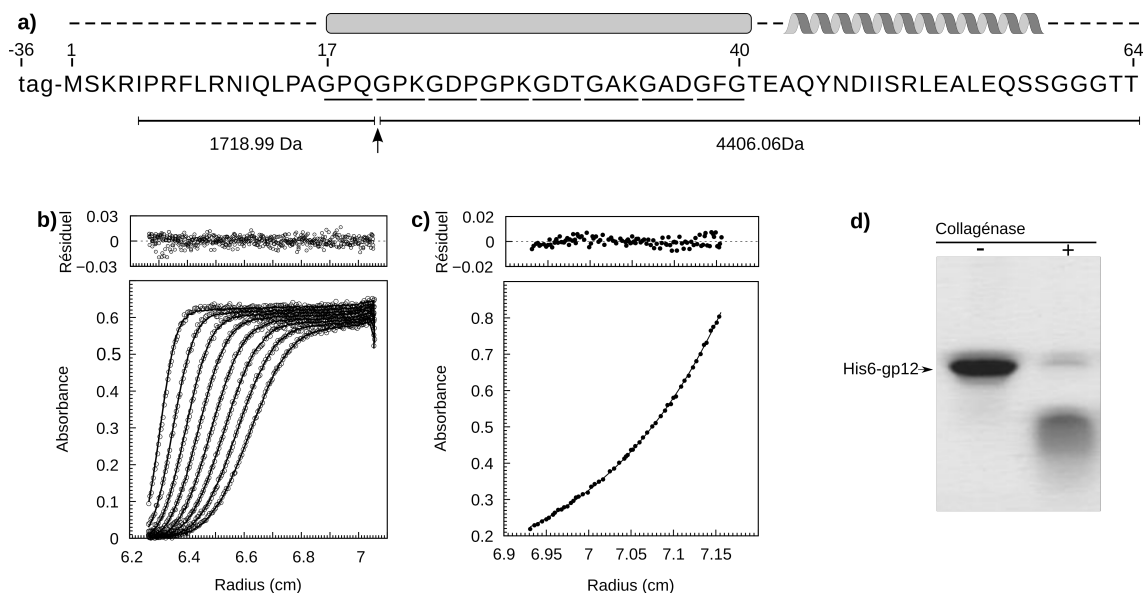 a)
-36 1 17 40 64
tag-MSKRIPRFLRNIQLPAGPQGPKGDPGPKGDTGAKGADGFGTEAQYNDIISRLEALEQSSGGGTT
1718.99 Da 4406.06Da
b)
Résiduel
0.03
0
−0.03
Absorbance
0.6
0.5
0.4
0.3
0.2
0.1
0
6.2 6.4 6.6 6.8 7
Radius (cm)
c)
Résiduel
0.02
0
−0.02
Absorbance
0.8
0.7
0.6
0.5
0.4
0.3
0.2
6.9 6.95 7 7.05 7.1 7.15
Radius (cm)
d)
Collagénase
- +
His6-gp12